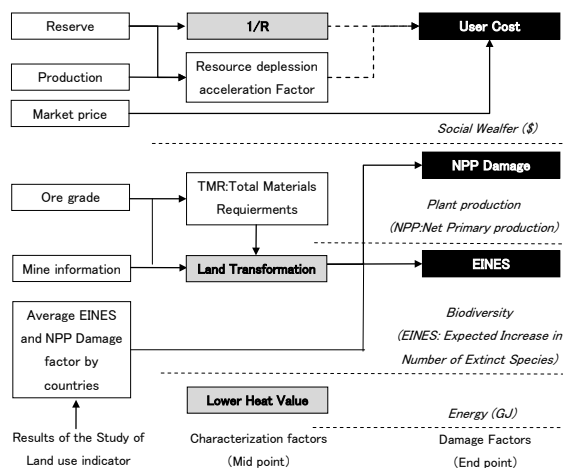 Reserve
1/R
User Cost
Production
Resource deplession
acceleration Factor
Market price
Social Wealfer ($)
NPP Damage
Ore grade
TMR:Total Materials
Requierments
Plant production
(NPP:Net Primary production)
Mine information
Land Transformation
EINES
Average EINES
and NPP Damage
factor by
countries
Biodiversity
(EINES: Expected Increase in
Number of Extinct Species)
Lower Heat Value
Energy (GJ)
Results of the Study of
Land use indicator
Characterization factors
(Mid point)
Damage Factors
(End point)